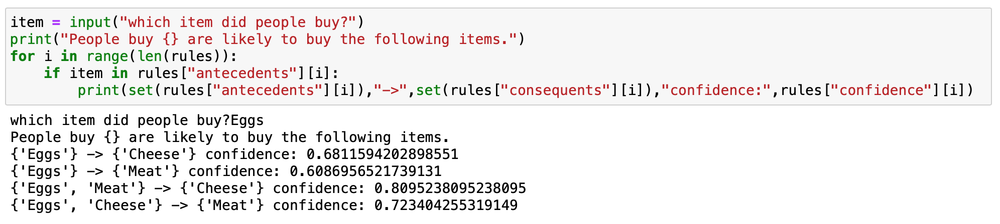 item = input("which item did people buy?")
print("People buy {} are likely to buy the following items.")
for i in range(len(rules)):
    if item in rules["antecedents"][i]:
        print(set(rules["antecedents"][i]),"->",set(rules["consequents"][i]),"confidence:",rules["confidence"][i])
which item did people buy?Eggs
People buy {} are likely to buy the following items.
{'Eggs'} -> {'Cheese'} confidence: 0.6811594202898551
{'Eggs'} -> {'Meat'} confidence: 0.6086956521739131
{'Eggs', 'Meat'} -> {'Cheese'} confidence: 0.8095238095238095
{'Eggs', 'Cheese'} -> {'Meat'} confidence: 0.723404255319149